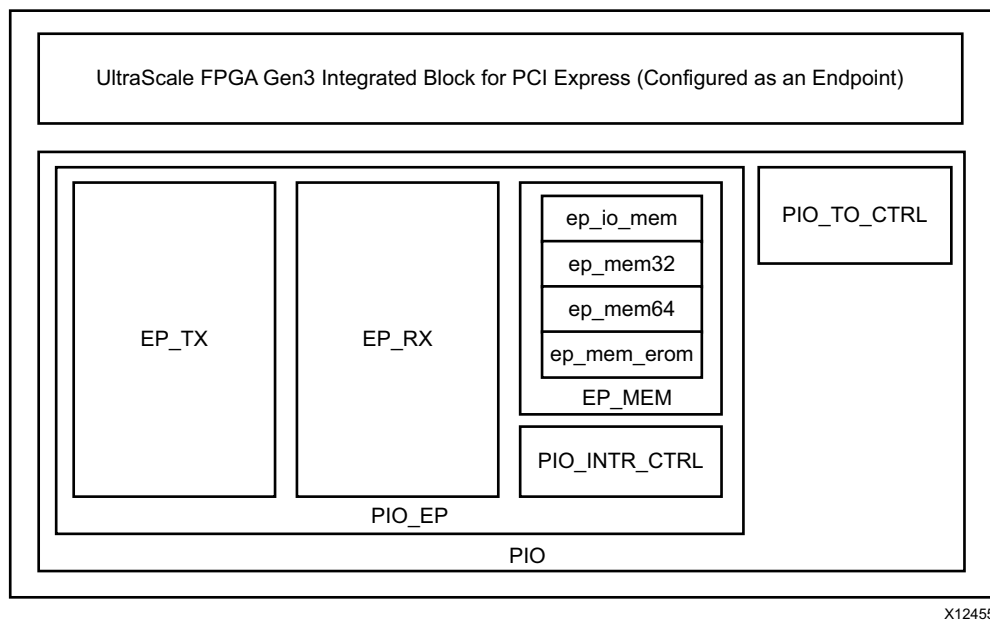 UltraScale FPGA Gen3 Integrated Block for PCI Express (Configured as an Endpoint)
EP_TX
EP_RX
ep_io_mem
ep_mem32
ep_mem64
ep_mem_erom
EP_MEM
PIO_INTR_CTRL
PIO_TO_CTRL
PIO_EP
PIO
X12455